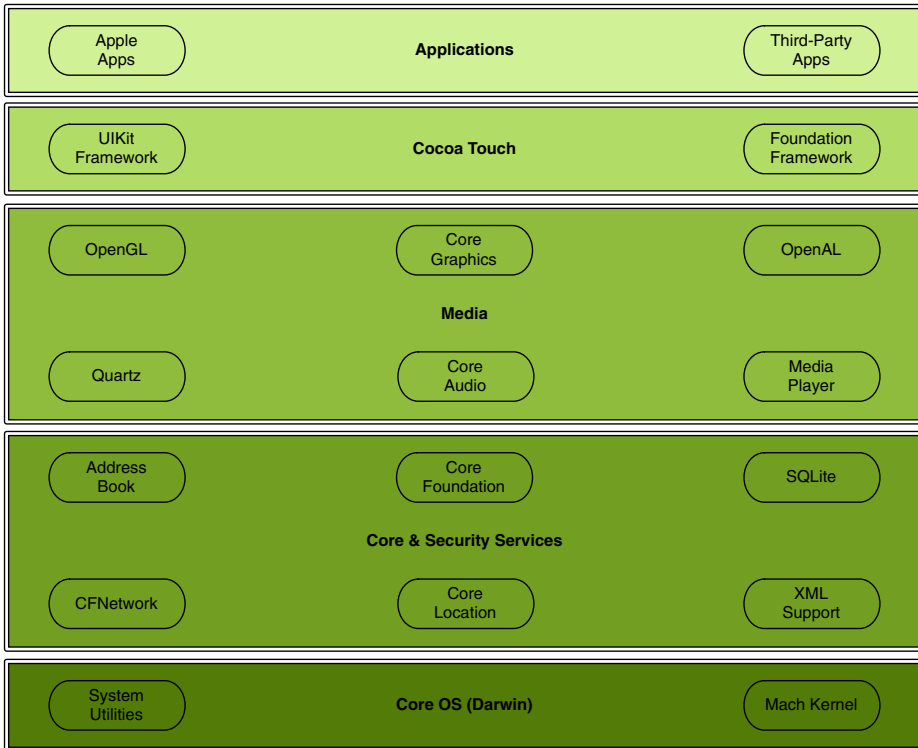 Apple
Apps
Applications
Third-Party
Apps
UIKit
Framework
Cocoa Touch
Foundation
Framework
OpenGL
Core
Graphics
OpenAL
Media
Quartz
Core
Audio
Media
Player
Address
Book
Core
Foundation
SQLite
Core & Security Services
CFNetwork
Core
Location
XML
Support
System
Utilities
Core OS (Darwin)
Mach Kernel